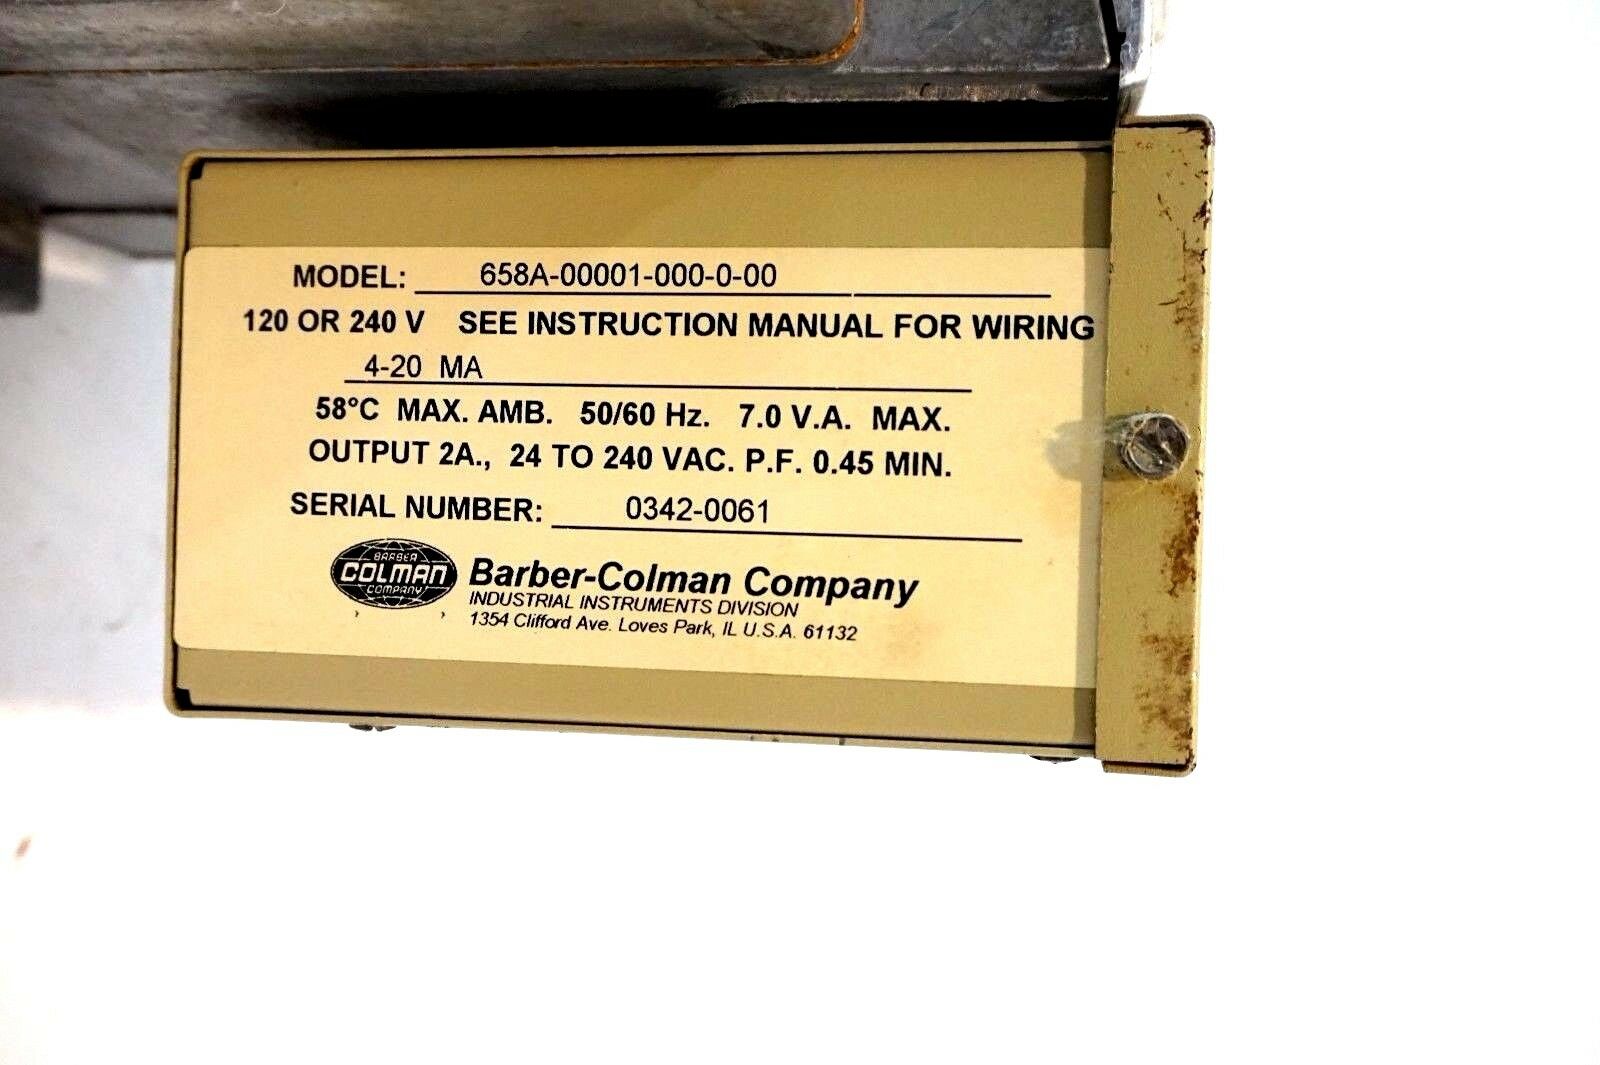 MODEL: 658A-00001-000-0-00
120 OR 240 V SEE INSTRUCTION MANUAL FOR WIRING
4-20 MA
58°C MAX. AMB. 50/60 Hz. 7.0 V.A. MAX.
OUTPUT 2A., 24 TO 240 VAC. P.F. 0.45 MIN.
SERIAL NUMBER: 0342-0061
BARBER
COLMAN
COMPANY
Barber-Colman Company
INDUSTRIAL INSTRUMENTS DIVISION
1354 Clifford Ave. Loves Park, IL U.S.A. 61132